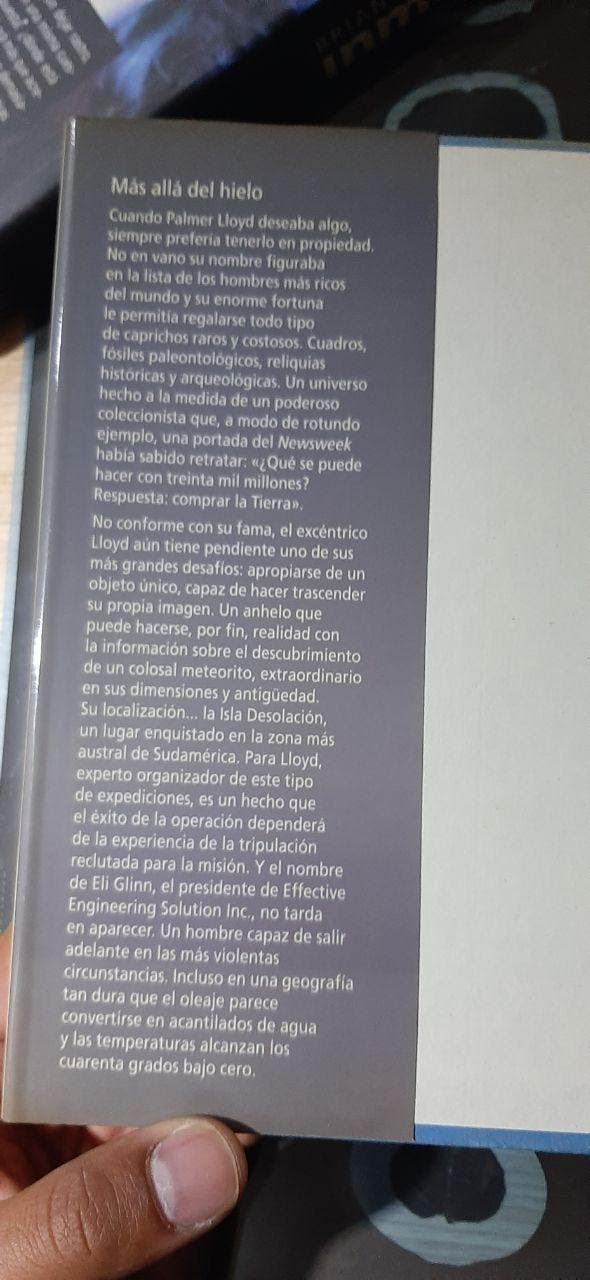 Más allá del hielo
Cuando Palmer Lloyd deseaba algo,
siempre prefería tenerlo en propiedad.
No en vano su nombre figuraba
en la lista de los hombres más ricos
del mundo y su enorme fortuna
le permitía regalarse todo tipo
de caprichos raros y costosos. Cuadros,
fósiles paleontológicos, reliquias
históricas y arqueológicas. Un universo
hecho a la medida de un poderoso
coleccionista que, a modo de rotundo
ejemplo, una portada del Newsweek
había sabido retratar: «¿Qué se puede
hacer con treinta mil millones?
Respuesta: comprar la Tierra».
No conforme con su fama, el excéntrico
Lloyd aún tiene pendiente uno de sus
más grandes desafíos: apropiarse de un
objeto único, capaz de hacer trascender
su propia imagen. Un anhelo que
puede hacerse, por fin, realidad con
la información sobre el descubrimiento
de un colosal meteorito, extraordinario
en sus dimensiones y antigüedad.
Su localización... la Isla Desolación,
un lugar enquistado en la zona más
austral de Sudamérica. Para Lloyd,
experto organizador de este tipo
de expediciones, es un hecho que
el éxito de la operación dependerá
de la experiencia de la tripulación
reclutada para la misión. Y el nombre
de Eli Glinn, el presidente de Effective
Engineering Solution Inc., no tarda
en aparecer. Un hombre capaz de salir
adelante en las más violentas
circunstancias. Incluso en una geografía
tan dura que el oleaje parece
convertirse en acantilados de agua
y las temperaturas alcanzan los
cuarenta grados bajo cero.